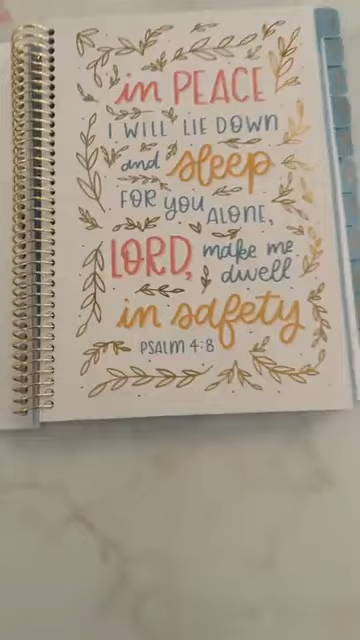 in PEACE
I WILL LIE DOWN
and sleep
FOR YOU ALONE,
LORD, make me
dwell
in safety
PSALM 4:8